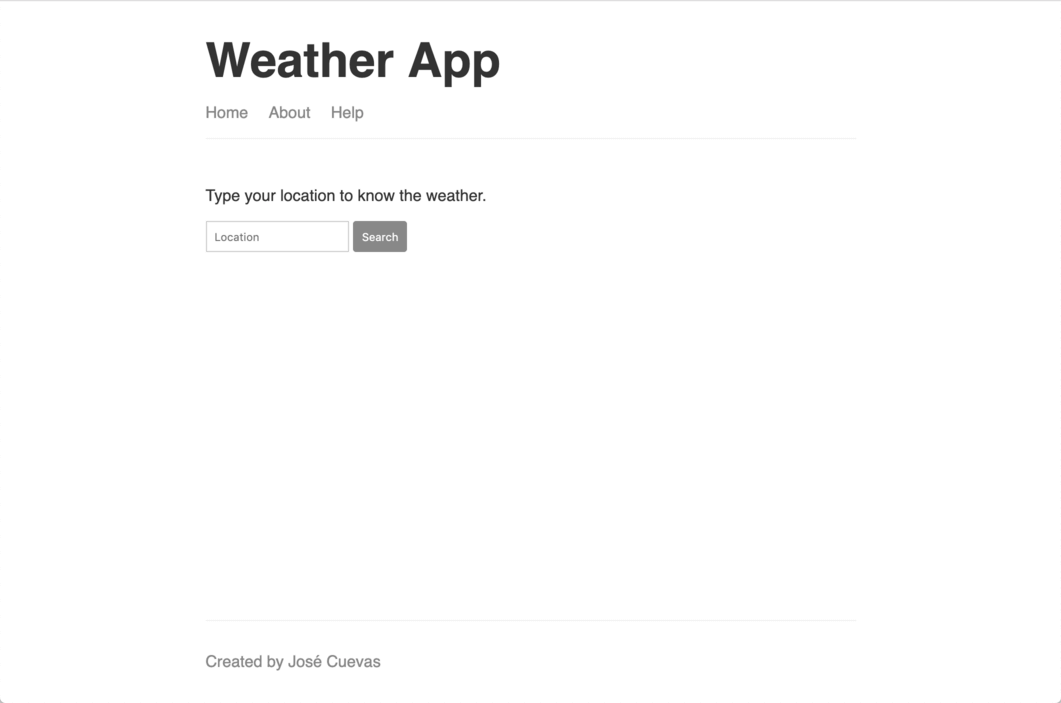 Weather App
Home About Help
Type your location to know the weather.
Location Search
Created by José Cuevas